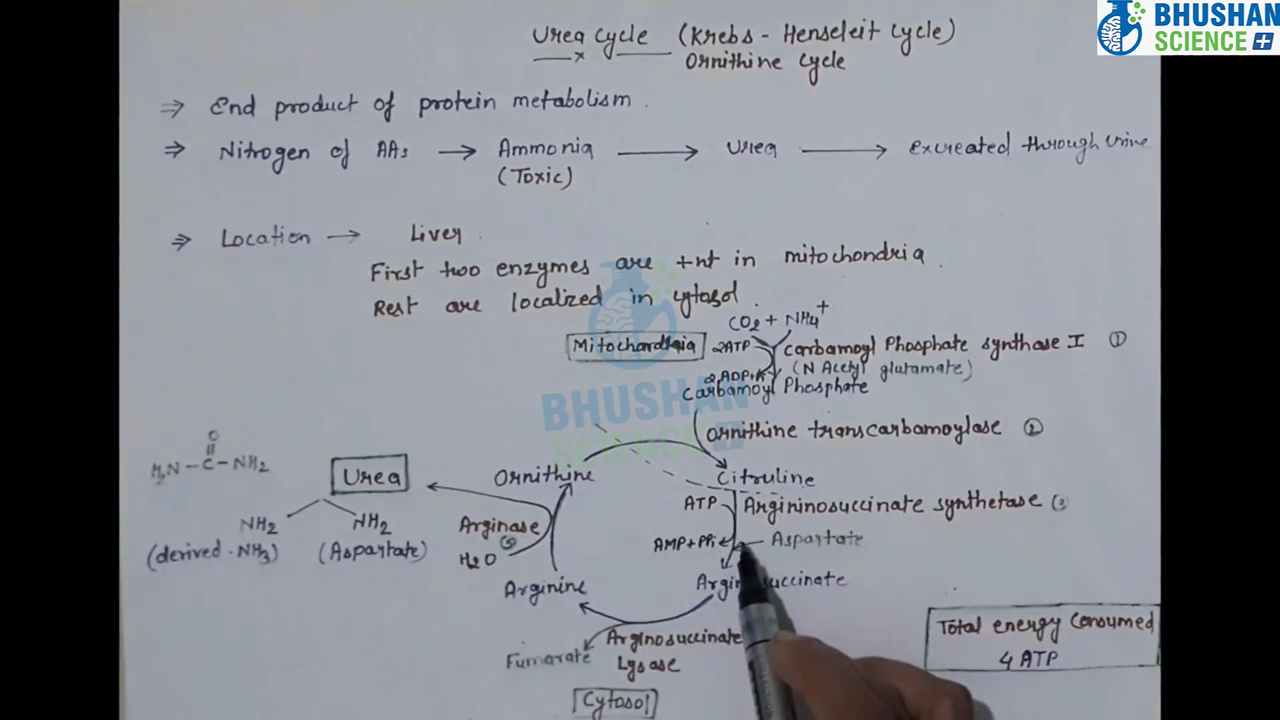 BHUSHAN
SCIENCE
Urea cycle (Krebs - Henseleit cycle)
Ornithine cycle
⇒ End product of protein metabolism.
⇒ Nitrogen of AAs → Ammonia → Urea → Excreated through Urine
(Toxic)
⇒ Location → Liver.
First two enzymes are +nt in mitochondria.
Rest are localized in cytosol
CO2 + NH4+
Mitochondria
2ATP
Carbamoyl Phosphate synthase I ①
(N Acetyl glutamate)
2ADP+Pi
Carbamoyl Phosphate
BHUSHAN
SCIENCE
Ornithine transcarbamoylase ②
O
H2N - C - NH2
Urea
Ornithine
Citruline
ATP
Argininosuccinate synthetase ③
NH2
NH2
Arginase
(derived - NH3)
(Aspartate)
⑤
H2O
AMP+PPi
Aspartate
Arginine
Total energy consumed
4 ATP
Arginosuccinate
Lyase
Fumarate
Cytosol